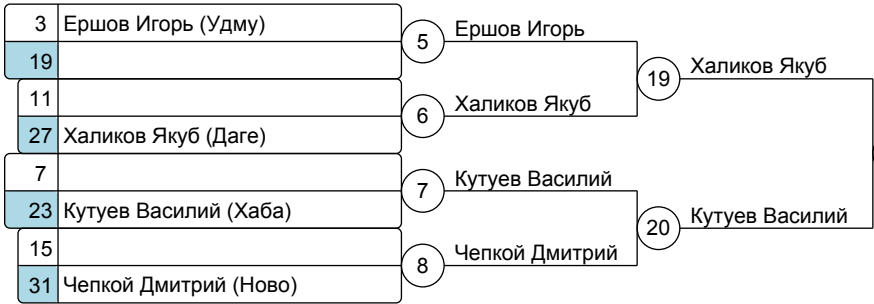 3 Ершов Игорь (Удму)
19
5 Ершов Игорь
11
27 Халиков Якуб (Даге)
6 Халиков Якуб
19 Халиков Якуб
7
23 Кутуев Василий (Хаба)
7 Кутуев Василий
15
31 Чепкой Дмитрий (Ново)
8 Чепкой Дмитрий
20 Кутуев Василий